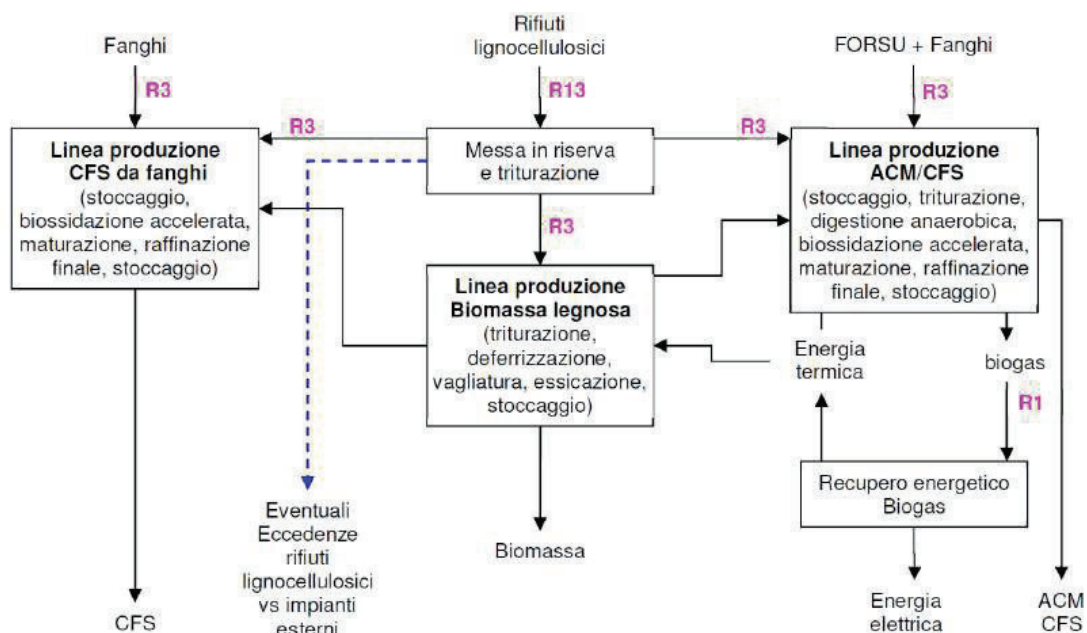 Fanghi
R3
Rifiuti
lignocellulosici
R13
FORSU + Fanghi
R3
R3
R3
Linea produzione
CFS da fanghi
(stoccaggio,
biossidazione accelerata,
maturazione, raffinazione
finale, stoccaggio)
Messa in riserva
e triturazione
R3
Linea produzione
ACM/CFS
(stoccaggio, triturazione,
digestione anaerobica,
biossidazione accelerata,
maturazione, raffinazione
finale, stoccaggio)
Linea produzione
Biomassa legnosa
(triturazione,
deferrizzazione,
vagliatura, essicazione,
stoccaggio)
Energia
termica
biogas
R1
Recupero energetico
Biogas
Eventuali
Eccedenze
rifiuti
lignocellulosici
vs impianti
esterni
Biomassa
CFS
Energia
elettrica
ACM
CFS